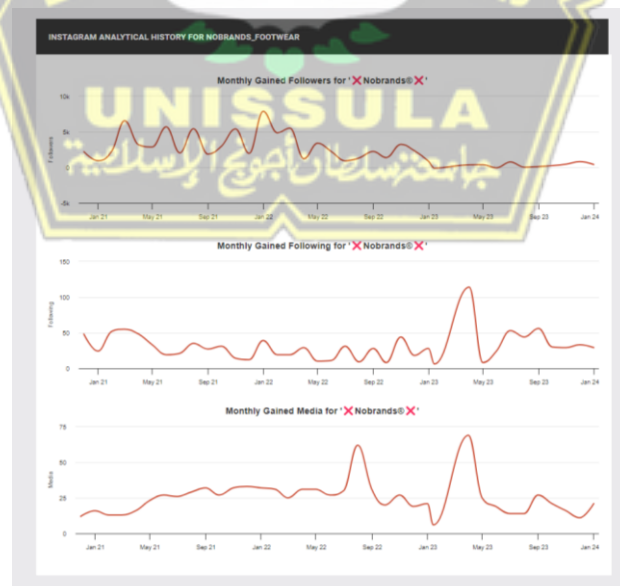 INSTAGRAM ANALYTICAL HISTORY FOR NOBRANDS_FOOTWEAR
Monthly Gained Followers for '❌Nobrands®❌'
10k
5k
0
-5k
Followers
Jan 21 May 21 Sep 21 Jan 22 May 22 Sep 22 Jan 23 May 23 Sep 23 Jan 24
UNISSULA
جامعة سلطان أجونج الإسلامية
Monthly Gained Following for '❌Nobrands®❌'
150
100
50
0
Following
Jan 21 May 21 Sep 21 Jan 22 May 22 Sep 22 Jan 23 May 23 Sep 23 Jan 24
Monthly Gained Media for '❌Nobrands®❌'
75
50
25
0
Media
Jan 21 May 21 Sep 21 Jan 22 May 22 Sep 22 Jan 23 May 23 Sep 23 Jan 24